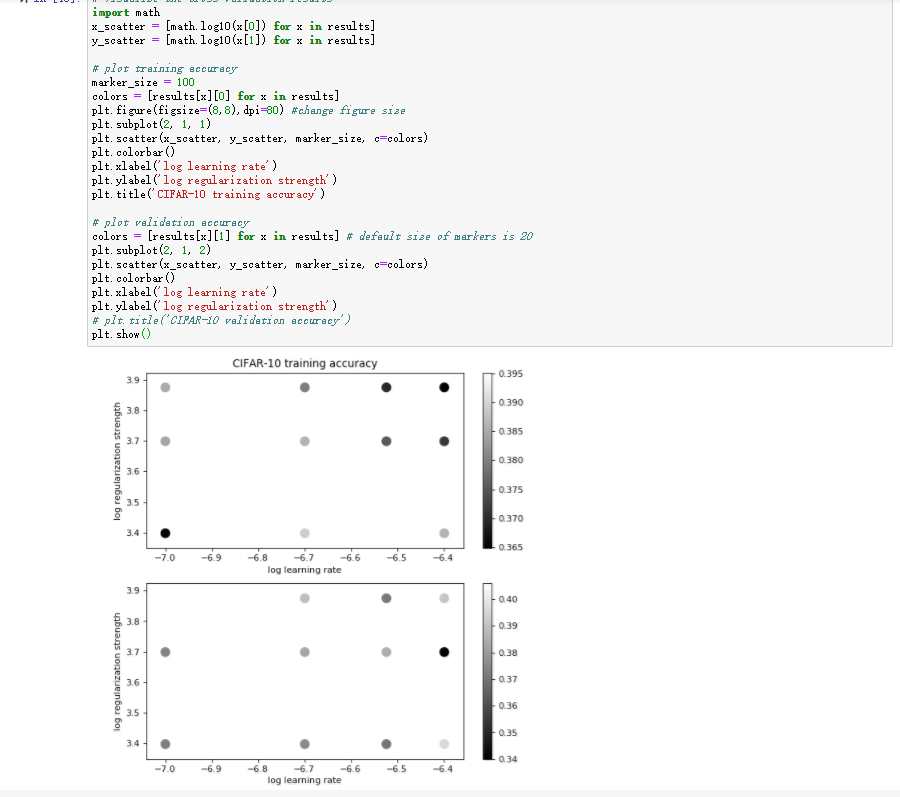 import math
x_scatter = [math.log10(x[0]) for x in results]
y_scatter = [math.log10(x[1]) for x in results]
# plot training accuracy
marker_size = 100
colors = [results[x][0] for x in results]
plt.figure(figsize=(8,8),dpi=80) #change figure size
plt.subplot(2, 1, 1)
plt.scatter(x_scatter, y_scatter, marker_size, c=colors)
plt.colorbar()
plt.xlabel('log learning rate')
plt.ylabel('log regularization strength')
plt.title('CIFAR-10 training accuracy')
# plot validation accuracy
colors = [results[x][1] for x in results] # default size of markers is 20
plt.subplot(2, 1, 2)
plt.scatter(x_scatter, y_scatter, marker_size, c=colors)
plt.colorbar()
plt.xlabel('log learning rate')
plt.ylabel('log regularization strength')
# plt.title('CIFAR-10 validation accuracy')
plt.show()
CIFAR-10 training accuracy
log regularization strength
3.9
3.8
3.7
3.6
3.5
3.4
−7.0 −6.9 −6.8 −6.7 −6.6 −6.5 −6.4
log learning rate
0.395
0.390
0.385
0.380
0.375
0.370
0.365
log regularization strength
3.9
3.8
3.7
3.6
3.5
3.4
−7.0 −6.9 −6.8 −6.7 −6.6 −6.5 −6.4
log learning rate
0.40
0.39
0.38
0.37
0.36
0.35
0.34